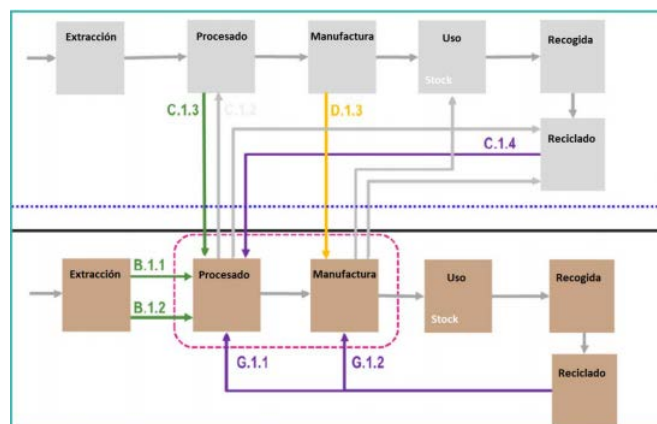 Extracción
Procesado
Manufactura
Uso
Recogida
Stock
C.1.3
C.1.2
D.1.3
C.1.4
Reciclado
Extracción
B.1.1
B.1.2
Procesado
Manufactura
Uso
Recogida
Stock
G.1.1
G.1.2
Reciclado